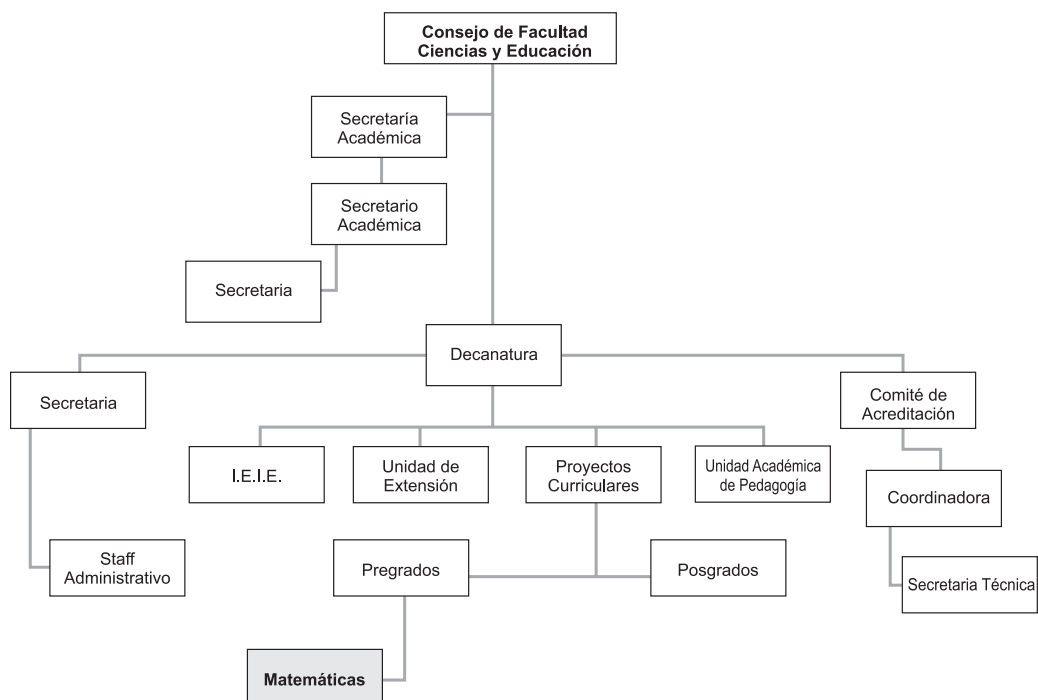 Consejo de Facultad
Ciencias y Educación
Secretaría
Académica
Secretario
Académica
Secretaria
Decanatura
Secretaria
Comité de
Acreditación
I.E.I.E.
Unidad de
Extensión
Proyectos
Curriculares
Unidad Académica
de Pedagogía
Coordinadora
Staff
Administrativo
Pregrados
Posgrados
Secretaria Técnica
Matemáticas